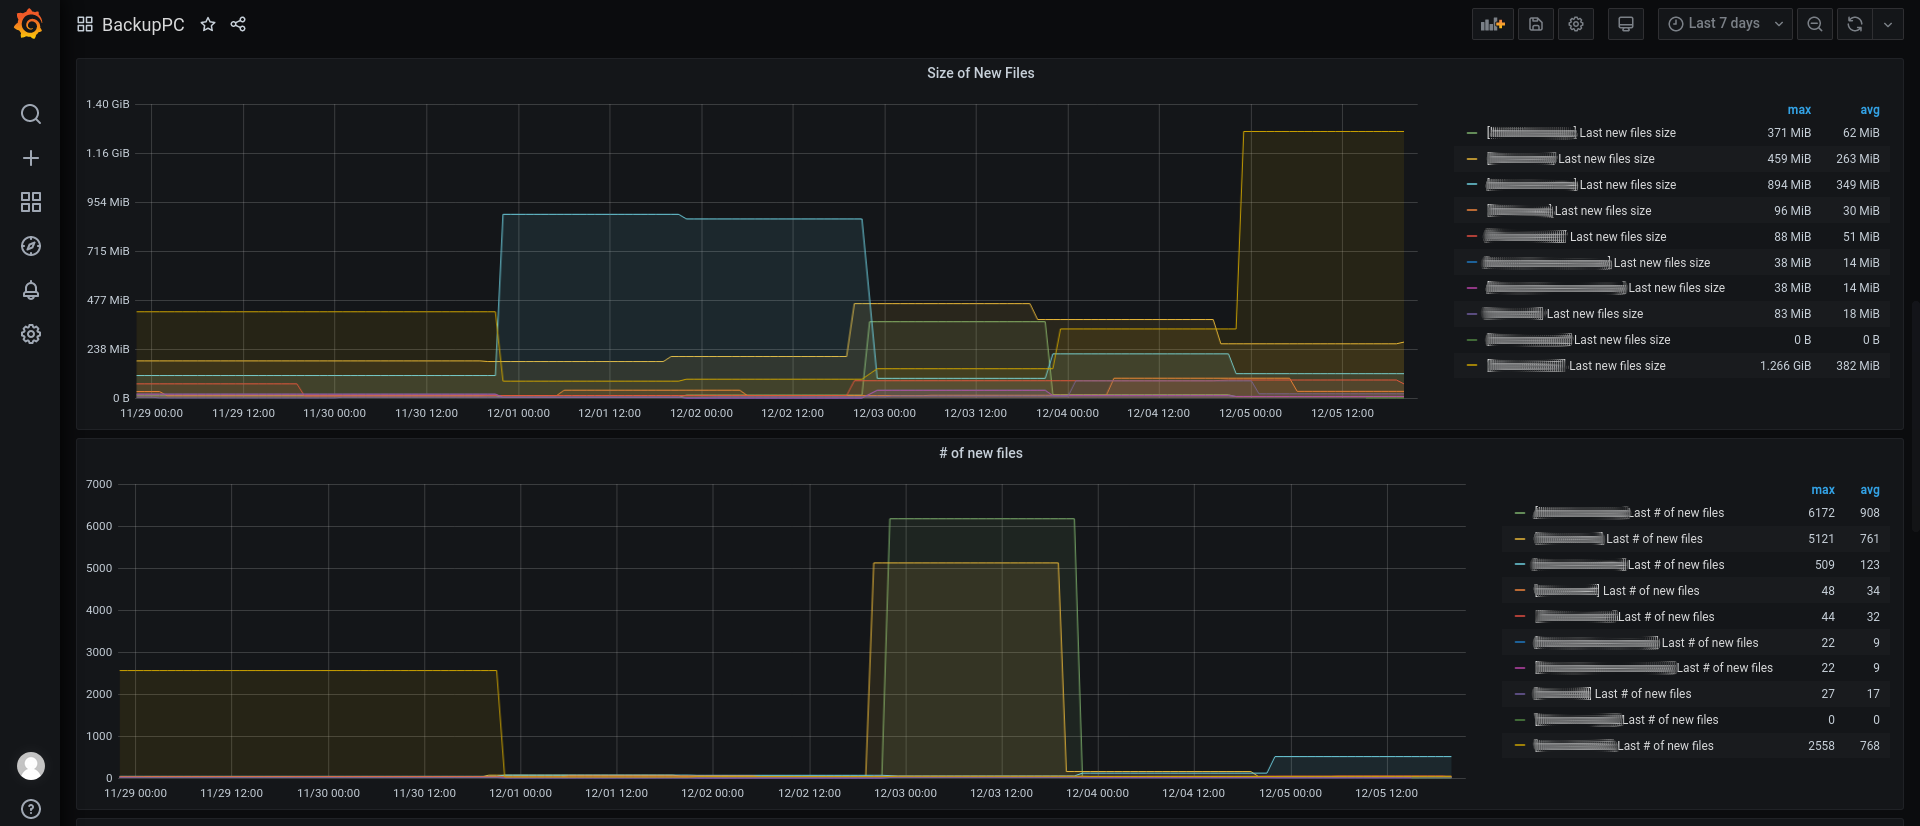 BackupPC
Last 7 days
Size of New Files
1.40 GiB
1.16 GiB
954 MiB
715 MiB
477 MiB
238 MiB
0 B
11/29 00:00 11/29 12:00 11/30 00:00 11/30 12:00 12/01 00:00 12/01 12:00 12/02 00:00 12/02 12:00 12/03 00:00 12/03 12:00 12/04 00:00 12/04 12:00 12/05 00:00 12/05 12:00
max avg
Last new files size 371 MiB 62 MiB
Last new files size 459 MiB 263 MiB
Last new files size 894 MiB 349 MiB
Last new files size 96 MiB 30 MiB
Last new files size 88 MiB 51 MiB
Last new files size 38 MiB 14 MiB
Last new files size 38 MiB 14 MiB
Last new files size 83 MiB 18 MiB
Last new files size 0 B 0 B
Last new files size 1.266 GiB 382 MiB
# of new files
7000
6000
5000
4000
3000
2000
1000
0
11/29 00:00 11/29 12:00 11/30 00:00 11/30 12:00 12/01 00:00 12/01 12:00 12/02 00:00 12/02 12:00 12/03 00:00 12/03 12:00 12/04 00:00 12/04 12:00 12/05 00:00 12/05 12:00
max avg
Last # of new files 6172 908
Last # of new files 5121 761
Last # of new files 509 123
Last # of new files 48 34
Last # of new files 44 32
Last # of new files 22 9
Last # of new files 22 9
Last # of new files 27 17
Last # of new files 0 0
Last # of new files 2558 768